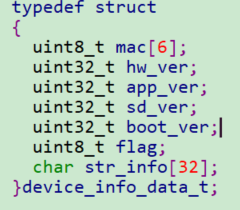 typedef struct
{
uint8_t mac[6];
uint32_t hw_ver;
uint32_t app_ver;
uint32_t sd_ver;
uint32_t boot_ver;
uint8_t flag;
char str_info[32];
}device_info_data_t;